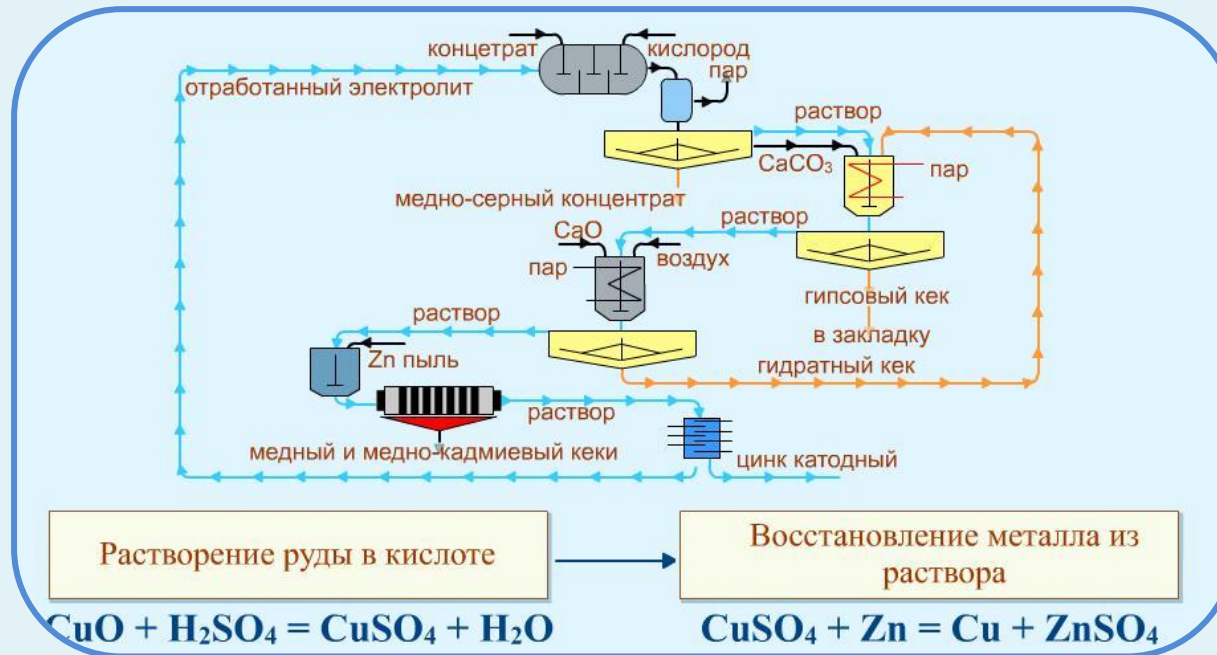 концетрат
кислород
пар
отработанный электролит
раствор
CaCO₃
пар
медно-серный концентрат
раствор
CaO
воздух
пар
гипсовый кек
раствор
в закладку
Zn пыль
гидратный кек
раствор
медный и медно-кадмиевый кеки
цинк катодный
Растворение руды в кислоте
Восстановление металла из
раствора
CuO + H₂SO₄ = CuSO₄ + H₂O
CuSO₄ + Zn = Cu + ZnSO₄